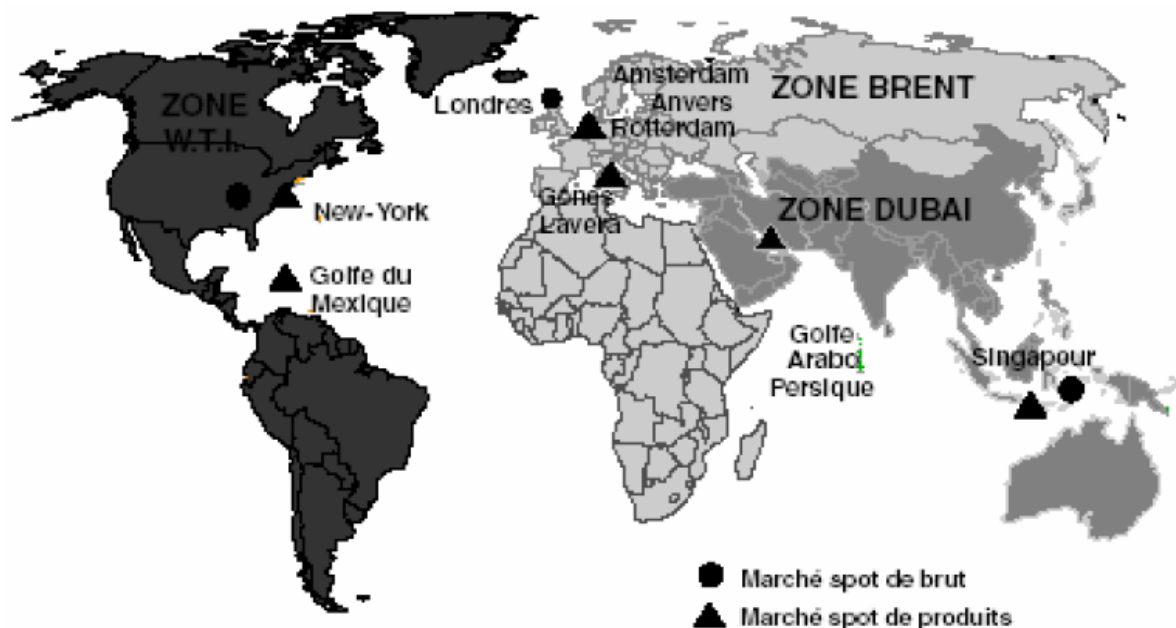 ZONE
W.T.I.
Londres
Amsterdam
Anvers
Rotterdam
ZONE BRENT
New-York
Gênes
Lavera
ZONE DUBAI
Golfe du
Mexique
Golfe
Arabo
Persique
Singapour
Marché spot de brut
Marché spot de produits